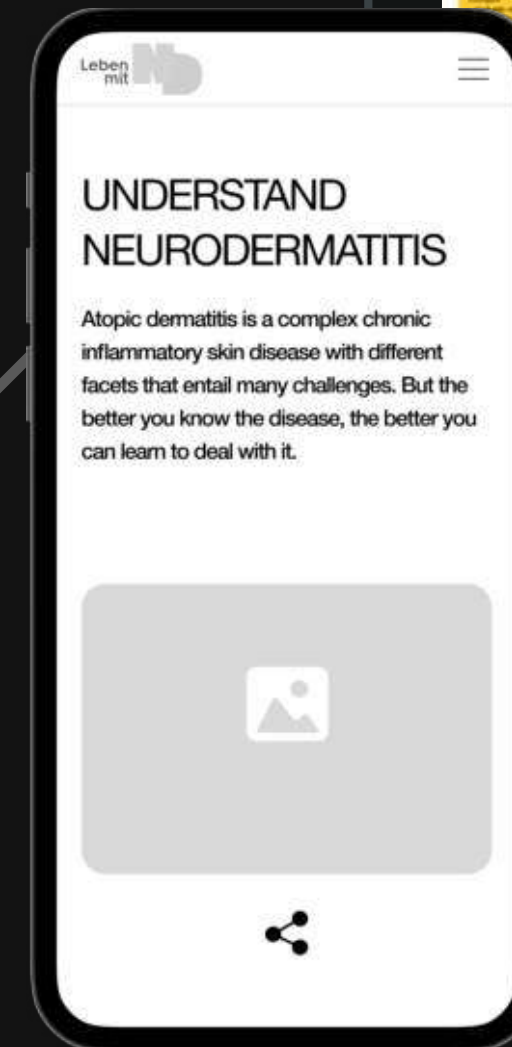 Leben
mit ND
UNDERSTAND
NEURODERMATITIS
Atopic dermatitis is a complex chronic
inflammatory skin disease with different
facets that entail many challenges. But the
better you know the disease, the better you
can learn to deal with it.